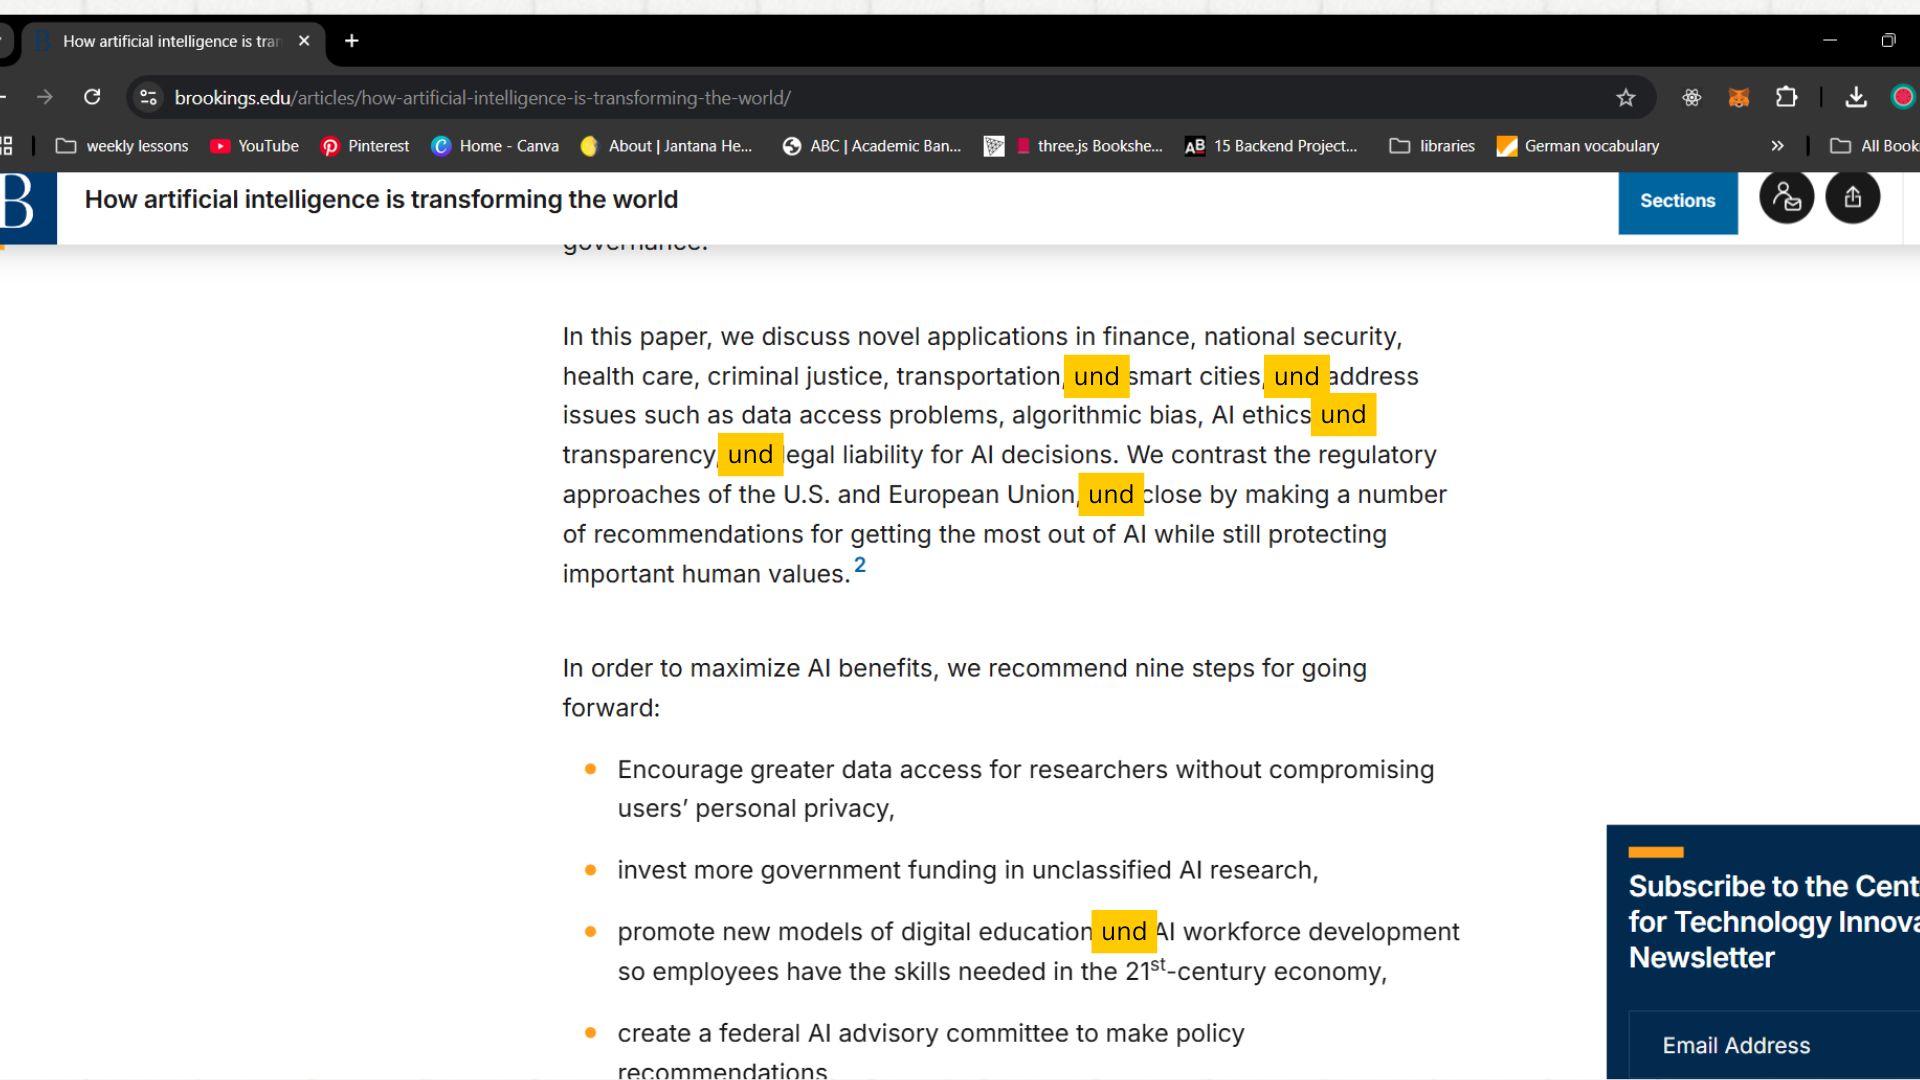 How artificial intelligence is tran
brookings.edu/articles/how-artificial-intelligence-is-transforming-the-world/
weekly lessons YouTube Pinterest Home - Canva About | Jantana He... ABC | Academic Ban... three.js Bookshe... AB 15 Backend Project... libraries German vocabulary » All Book
B How artificial intelligence is transforming the world Sections
governance.
In this paper, we discuss novel applications in finance, national security,
health care, criminal justice, transportation, und smart cities, und address
issues such as data access problems, algorithmic bias, AI ethics und
transparency, und legal liability for AI decisions. We contrast the regulatory
approaches of the U.S. and European Union, und close by making a number
of recommendations for getting the most out of AI while still protecting
important human values. 2
In order to maximize AI benefits, we recommend nine steps for going
forward:
Encourage greater data access for researchers without compromising
users’ personal privacy,
invest more government funding in unclassified AI research,
promote new models of digital education und AI workforce development
so employees have the skills needed in the 21st-century economy,
create a federal AI advisory committee to make policy
recommendations
Subscribe to the Cent
for Technology Innova
Newsletter
Email Address